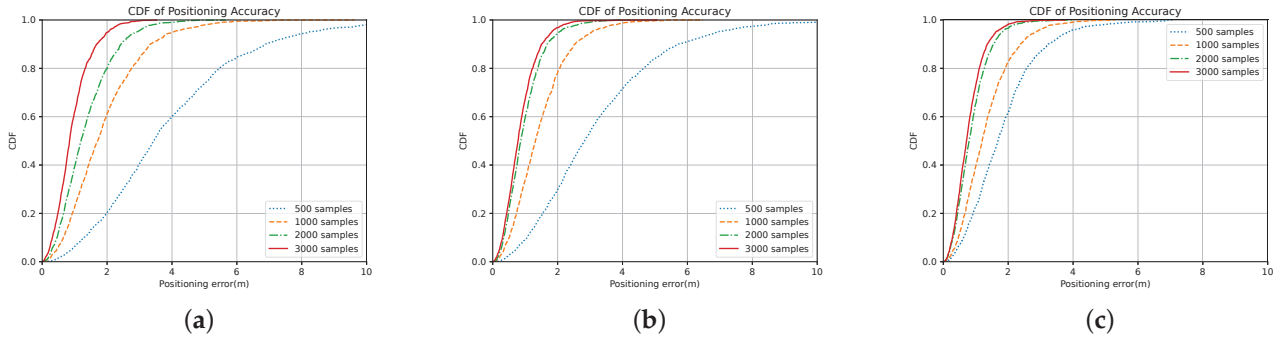 CDF of Positioning Accuracy
1.0
0.8
0.6
0.4
0.2
0.0
CDF
0
2
4
6
8
10
Positioning error(m)
500 samples
1000 samples
2000 samples
3000 samples
(a)
CDF of Positioning Accuracy
1.0
0.8
0.6
0.4
0.2
0.0
CDF
0
2
4
6
8
10
Positioning error(m)
500 samples
1000 samples
2000 samples
3000 samples
(b)
CDF of Positioning Accuracy
1.0
0.8
0.6
0.4
0.2
0.0
CDF
0
2
4
6
8
10
Positioning error(m)
500 samples
1000 samples
2000 samples
3000 samples
(c)